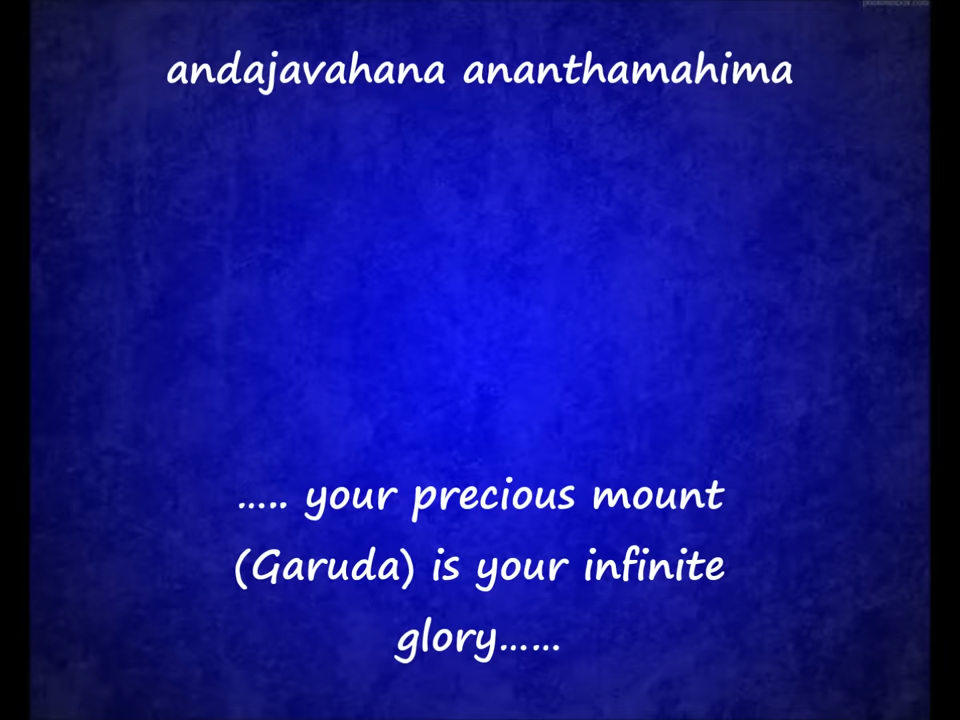 andajavahana ananthamahima
..... your precious mount
(Garuda) is your infinite
glory......